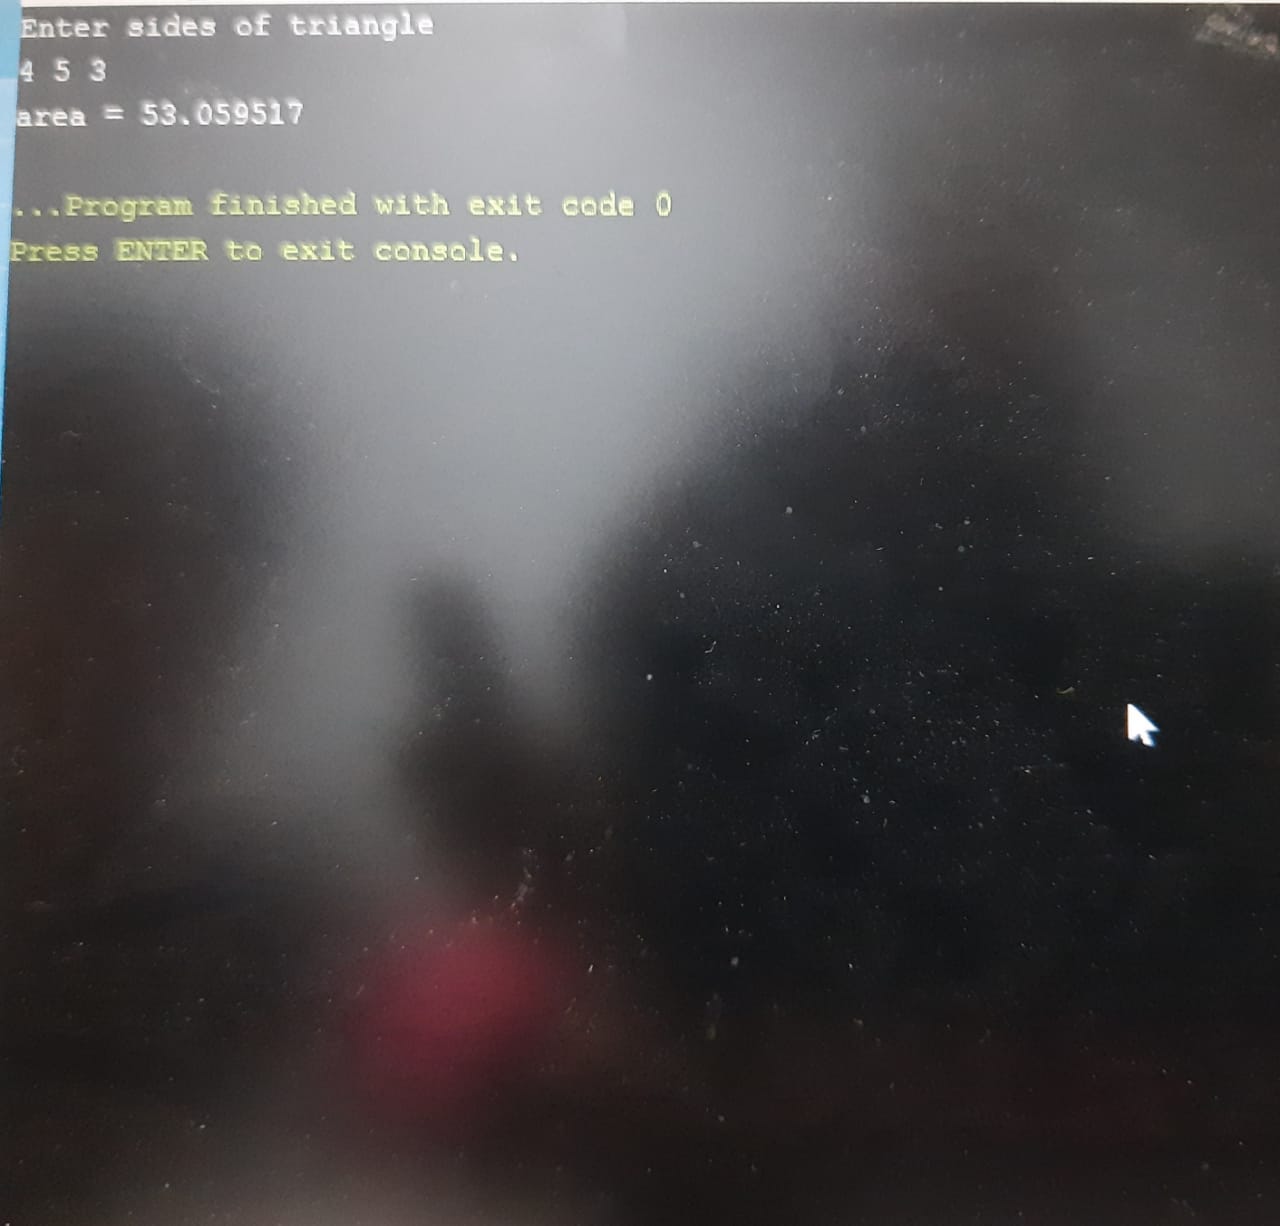 Enter sides of triangle
4 5 3
area = 53.059517
...Program finished with exit code 0
Press ENTER to exit console.